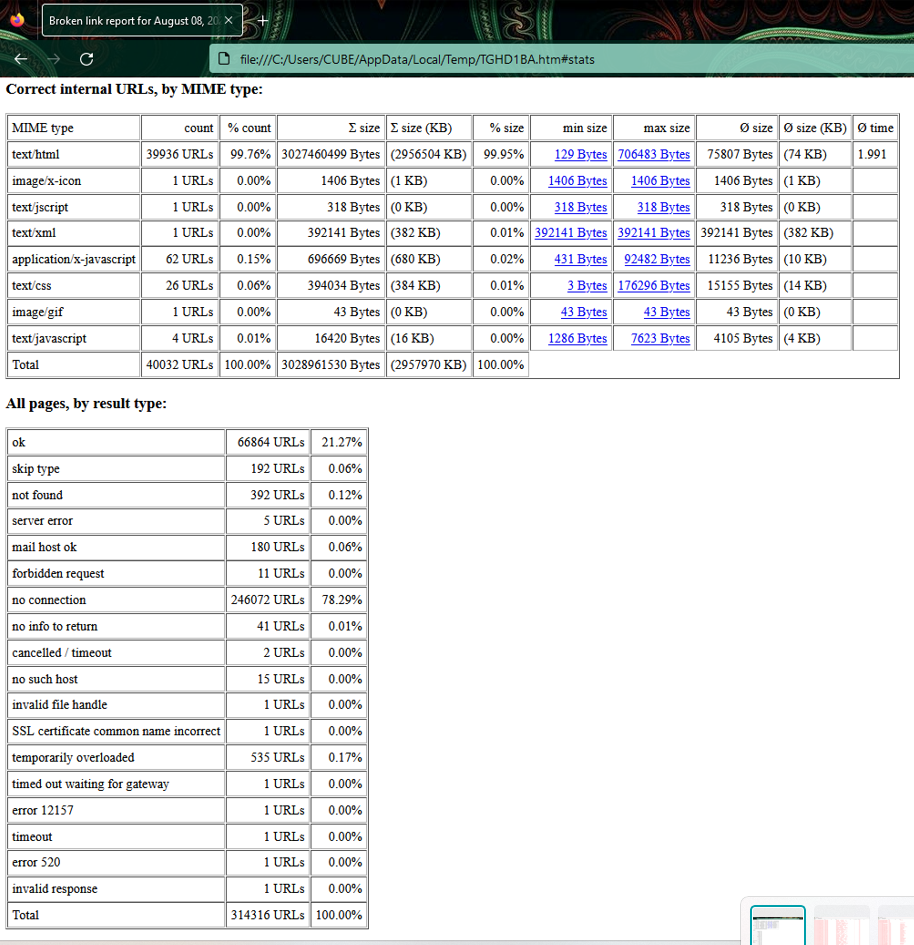 Broken link report for August 08, 20
file:///C:/Users/CUBE/AppData/Local/Temp/TGHD1BA.htm#stats
Correct internal URLs, by MIME type:
MIME type count % count Σ size Σ size (KB) % size min size max size Ø size Ø size (KB) Ø time
text/html 39936 URLs 99.76% 3027460499 Bytes (2956504 KB) 99.95% 129 Bytes 706483 Bytes 75807 Bytes (74 KB) 1.991
image/x-icon 1 URLs 0.00% 1406 Bytes (1 KB) 0.00% 1406 Bytes 1406 Bytes 1406 Bytes (1 KB)
text/jscript 1 URLs 0.00% 318 Bytes (0 KB) 0.00% 318 Bytes 318 Bytes 318 Bytes (0 KB)
text/xml 1 URLs 0.00% 392141 Bytes (382 KB) 0.01% 392141 Bytes 392141 Bytes 392141 Bytes (382 KB)
application/x-javascript 62 URLs 0.15% 696669 Bytes (680 KB) 0.02% 431 Bytes 92482 Bytes 11236 Bytes (10 KB)
text/css 26 URLs 0.06% 394034 Bytes (384 KB) 0.01% 3 Bytes 176296 Bytes 15155 Bytes (14 KB)
image/gif 1 URLs 0.00% 43 Bytes (0 KB) 0.00% 43 Bytes 43 Bytes 43 Bytes (0 KB)
text/javascript 4 URLs 0.01% 16420 Bytes (16 KB) 0.00% 1286 Bytes 7623 Bytes 4105 Bytes (4 KB)
Total 40032 URLs 100.00% 3028961530 Bytes (2957970 KB) 100.00%
All pages, by result type:
ok 66864 URLs 21.27%
skip type 192 URLs 0.06%
not found 392 URLs 0.12%
server error 5 URLs 0.00%
mail host ok 180 URLs 0.06%
forbidden request 11 URLs 0.00%
no connection 246072 URLs 78.29%
no info to return 41 URLs 0.01%
cancelled / timeout 2 URLs 0.00%
no such host 15 URLs 0.00%
invalid file handle 1 URLs 0.00%
SSL certificate common name incorrect 1 URLs 0.00%
temporarily overloaded 535 URLs 0.17%
timed out waiting for gateway 1 URLs 0.00%
error 12157 1 URLs 0.00%
timeout 1 URLs 0.00%
error 520 1 URLs 0.00%
invalid response 1 URLs 0.00%
Total 314316 URLs 100.00%